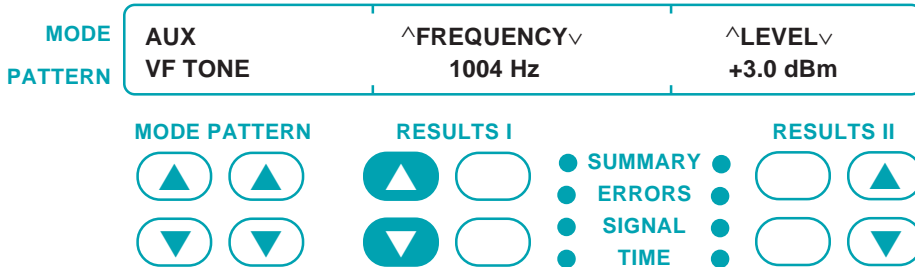 MODE AUX ^FREQUENCY∨ ^LEVEL∨
PATTERN VF TONE 1004 Hz +3.0 dBm
MODE PATTERN RESULTS I RESULTS II
SUMMARY
ERRORS
SIGNAL
TIME